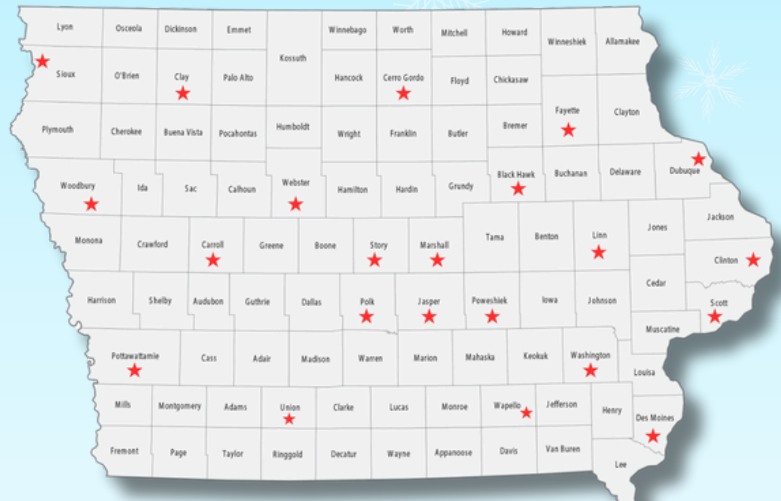 Lyon
Osceola
Dickinson
Emmet
Winnebago
Worth
Mitchell
Howard
Winneshiek
Allamakee
Kossuth
Sioux
O'Brien
Clay
Palo Alto
Hancock
Cerro Gordo
Floyd
Chickasaw
Fayette
Clayton
Plymouth
Cherokee
Buena Vista
Pocahontas
Humboldt
Wright
Franklin
Butler
Bremer
Woodbury
Ida
Sac
Calhoun
Webster
Hamilton
Hardin
Grundy
Black Hawk
Buchanan
Delaware
Dubuque
Monona
Crawford
Carroll
Greene
Boone
Story
Marshall
Tama
Benton
Linn
Jones
Jackson
Clinton
Harrison
Shelby
Audubon
Guthrie
Dallas
Polk
Jasper
Poweshiek
Iowa
Johnson
Cedar
Scott
Muscatine
Pottawattamie
Cass
Adair
Madison
Warren
Marion
Mahaska
Keokuk
Washington
Louisa
Mills
Montgomery
Adams
Union
Clarke
Lucas
Monroe
Wapello
Jefferson
Henry
Des Moines
Fremont
Page
Taylor
Ringgold
Decatur
Wayne
Appanoose
Davis
Van Buren
Lee